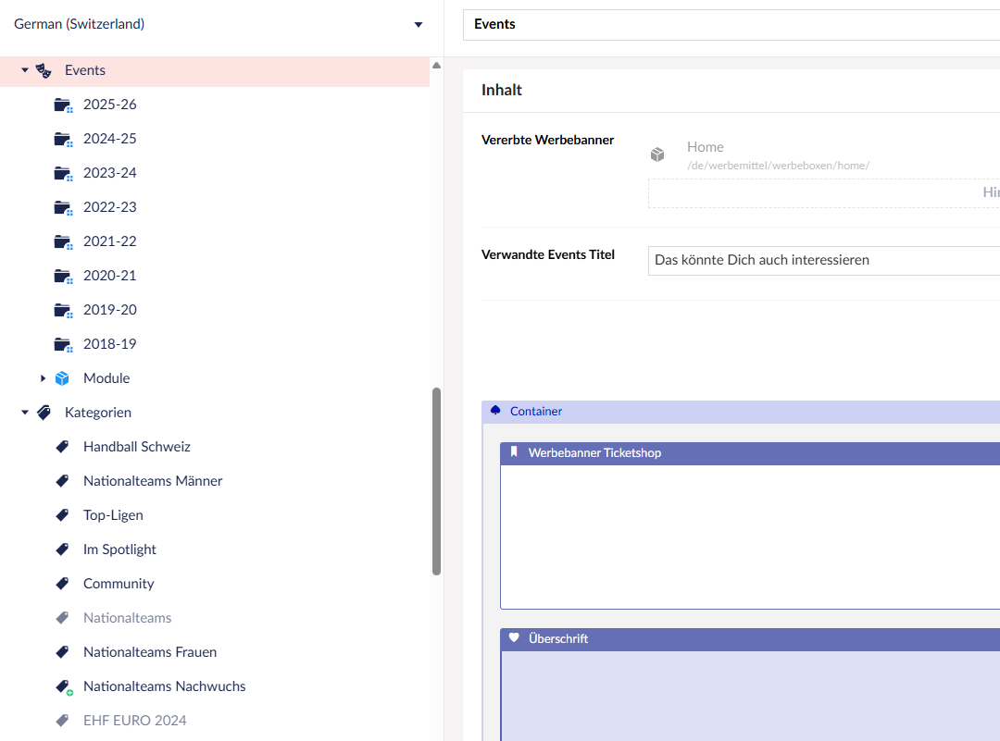 German (Switzerland)
Events
2025-26
2024-25
2023-24
2022-23
2021-22
2020-21
2019-20
2018-19
Module
Kategorien
Handball Schweiz
Nationalteams Männer
Top-Ligen
Im Spotlight
Community
Nationalteams
Nationalteams Frauen
Nationalteams Nachwuchs
EHF EURO 2024
Events
Inhalt
Vererbte Werbebanner
Home
/de/werbemittel/werbeboxen/home/
Verwandte Events Titel
Das könnte Dich auch interessieren
Container
Werbebanner Ticketshop
Überschrift